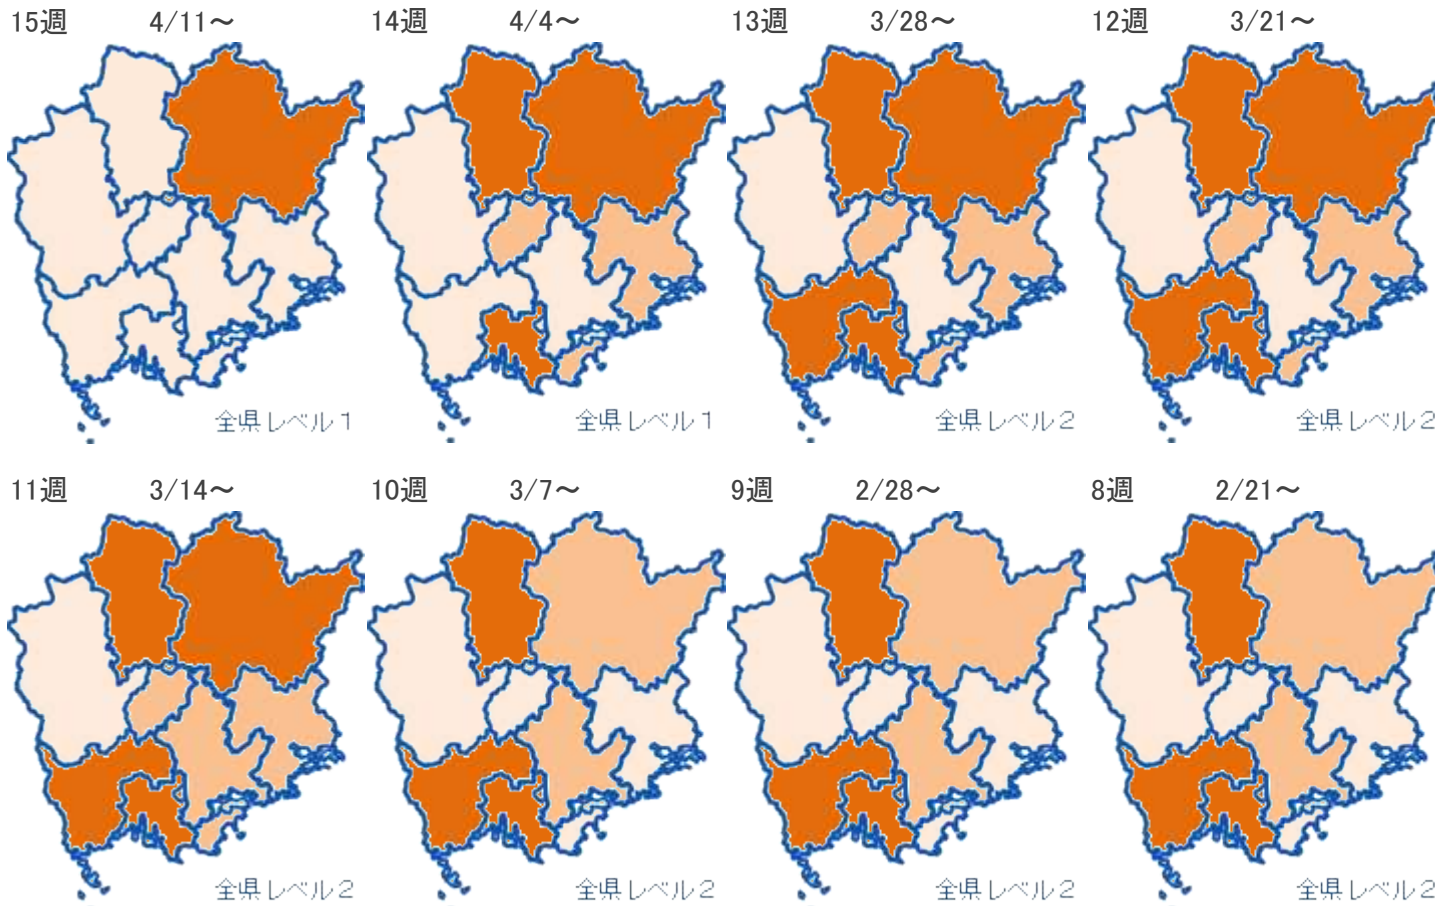 15週 4/11～
14週 4/4～
13週 3/28～
12週 3/21～
全県レベル1
全県レベル1
全県レベル2
全県レベル2
11週 3/14～
10週 3/7～
9週 2/28～
8週 2/21～
全県レベル2
全県レベル2
全県レベル2
全県レベル2